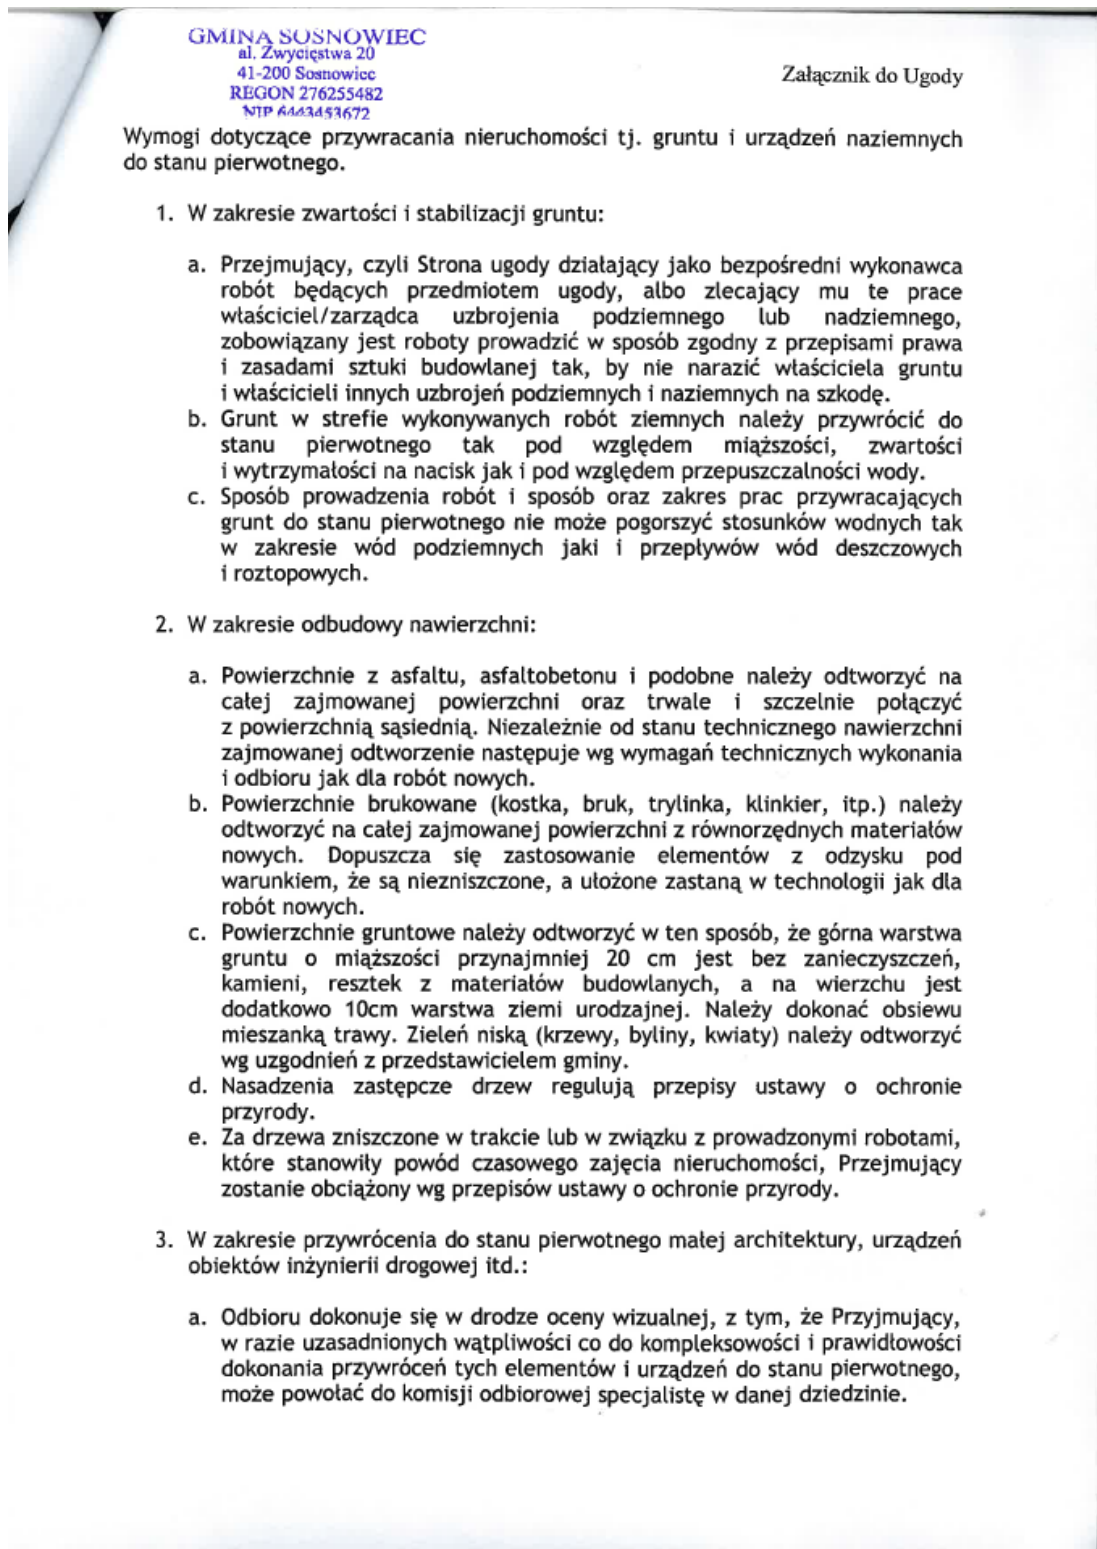 GMINA SOSNOWIEC
al. Zwycięstwa 20
41-200 Sosnowiec
REGON 276255482
NIP 6443453672
Załącznik do Ugody
Wymogi dotyczące przywracania nieruchomości tj. gruntu i urządzeń naziemnych
do stanu pierwotnego.
1. W zakresie zwartości i stabilizacji gruntu:
a. Przejmujący, czyli Strona ugody działający jako bezpośredni wykonawca
robót będących przedmiotem ugody, albo zlecający mu te prace
właściciel/zarządca uzbrojenia podziemnego lub nadziemnego,
zobowiązany jest roboty prowadzić w sposób zgodny z przepisami prawa
i zasadami sztuki budowlanej tak, by nie narazić właściciela gruntu
i właścicieli innych uzbrojeń podziemnych i naziemnych na szkodę.
b. Grunt w strefie wykonywanych robót ziemnych należy przywrócić do
stanu pierwotnego tak pod względem miąższości, zwartości
i wytrzymałości na nacisk jak i pod względem przepuszczalności wody.
c. Sposób prowadzenia robót i sposób oraz zakres prac przywracających
grunt do stanu pierwotnego nie może pogorszyć stosunków wodnych tak
w zakresie wód podziemnych jaki i przepływów wód deszczowych
i roztopowych.
2. W zakresie odbudowy nawierzchni:
a. Powierzchnie z asfaltu, asfaltobetonu i podobne należy odtworzyć na
całej zajmowanej powierzchni oraz trwale i szczelnie połączyć
z powierzchnią sąsiednią. Niezależnie od stanu technicznego nawierzchni
zajmowanej odtworzenie następuje wg wymagań technicznych wykonania
i odbioru jak dla robót nowych.
b. Powierzchnie brukowane (kostka, bruk, trylinka, klinkier, itp.) należy
odtworzyć na całej zajmowanej powierzchni z równorzędnych materiałów
nowych. Dopuszcza się zastosowanie elementów z odzysku pod
warunkiem, że są niezniszczone, a ułożone zastaną w technologii jak dla
robót nowych.
c. Powierzchnie gruntowe należy odtworzyć w ten sposób, że górna warstwa
gruntu o miąższości przynajmniej 20 cm jest bez zanieczyszczeń,
kamieni, resztek z materiałów budowlanych, a na wierzchu jest
dodatkowo 10cm warstwa ziemi urodzajnej. Należy dokonać obsiewu
mieszanką trawy. Zieleń niską (krzewy, byliny, kwiaty) należy odtworzyć
wg uzgodnień z przedstawicielem gminy.
d. Nasadzenia zastępcze drzew regulują przepisy ustawy o ochronie
przyrody.
e. Za drzewa zniszczone w trakcie lub w związku z prowadzonymi robotami,
które stanowiły powód czasowego zajęcia nieruchomości, Przejmujący
zostanie obciążony wg przepisów ustawy o ochronie przyrody.
3. W zakresie przywrócenia do stanu pierwotnego małej architektury, urządzeń
obiektów inżynierii drogowej itd.:
a. Odbioru dokonuje się w drodze oceny wizualnej, z tym, że Przyjmujący,
w razie uzasadnionych wątpliwości co do kompleksowości i prawidłowości
dokonania przywróceń tych elementów i urządzeń do stanu pierwotnego,
może powołać do komisji odbiorowej specjalistę w danej dziedzinie.